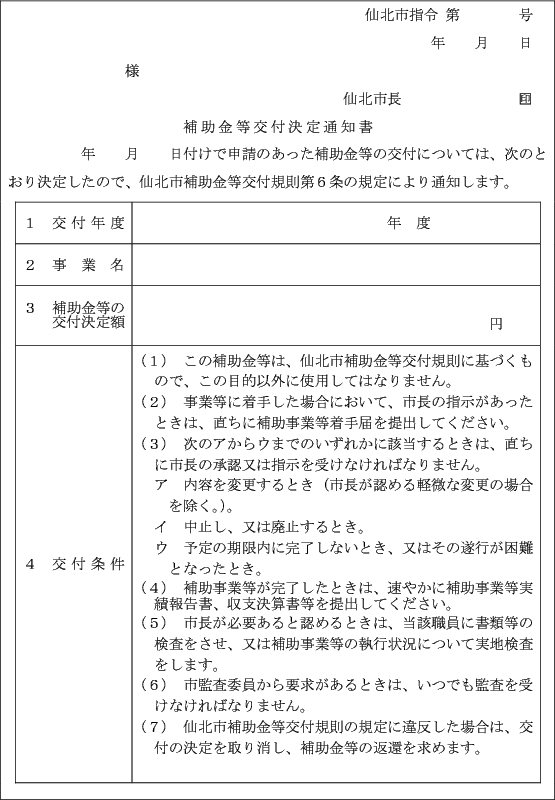 仙北市指令 第　　　　号
年　　月　　日
様
仙北市長　　　　　　　　印
補助金等交付決定通知書
年　　月　　日付けで申請のあった補助金等の交付については、次のと
おり決定したので、仙北市補助金等交付規則第６条の規定により通知します。
１　交付年度　　　　年　度
２　事　業　名
３　補助金等の
交付決定額　　　　円
４　交付条件
（１）　この補助金等は、仙北市補助金等交付規則に基づくも
ので、この目的以外に使用してはなりません。
（２）　事業等に着手した場合において、市長の指示があった
ときは、直ちに補助事業等着手届を提出してください。
（３）　次のアからウまでのいずれかに該当するときは、直ち
に市長の承認又は指示を受けなければなりません。
ア　内容を変更するとき（市長が認める軽微な変更の場合
を除く。）。
イ　中止し、又は廃止するとき。
ウ　予定の期限内に完了しないとき、又はその遂行が困難
となったとき。
（４）　補助事業等が完了したときは、速やかに補助事業等実
績報告書、収支決算書等を提出してください。
（５）　市長が必要あると認めるときは、当該職員に書類等の
検査をさせ、又は補助事業等の執行状況について実地検査
をします。
（６）　市監査委員から要求があるときは、いつでも監査を受
けなければなりません。
（７）　仙北市補助金等交付規則の規定に違反した場合は、交
付の決定を取り消し、補助金等の返還を求めます。